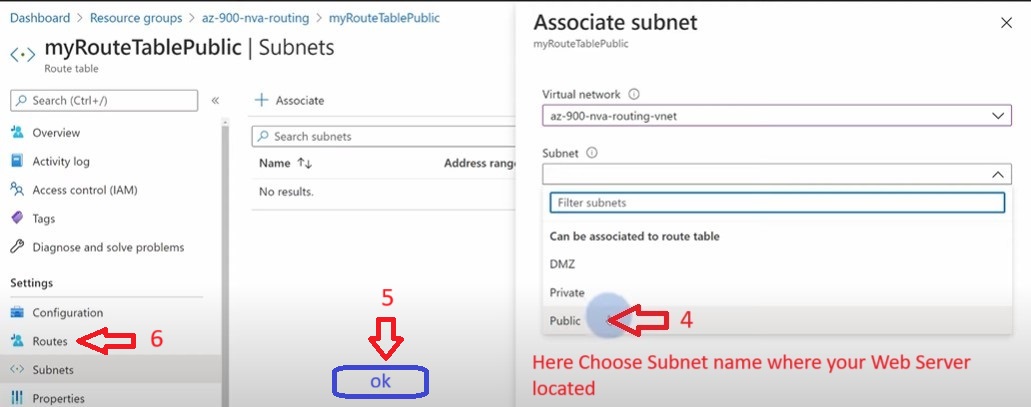 Dashboard > Resource groups > az-900-nva-routing > myRouteTablePublic
myRouteTablePublic | Subnets
Route table
Search (Ctrl+/)
«
Overview
Activity log
Access control (IAM)
Tags
Diagnose and solve problems
Settings
Configuration
Routes
6
Subnets
Properties
+ Associate
Search subnets
Name ↑↓ Address rang
No results.
5
ok
Associate subnet
myRouteTablePublic
Virtual network
az-900-nva-routing-vnet
Subnet
Filter subnets
Can be associated to route table
DMZ
Private
Public
4
Here Choose Subnet name where your Web Server
located